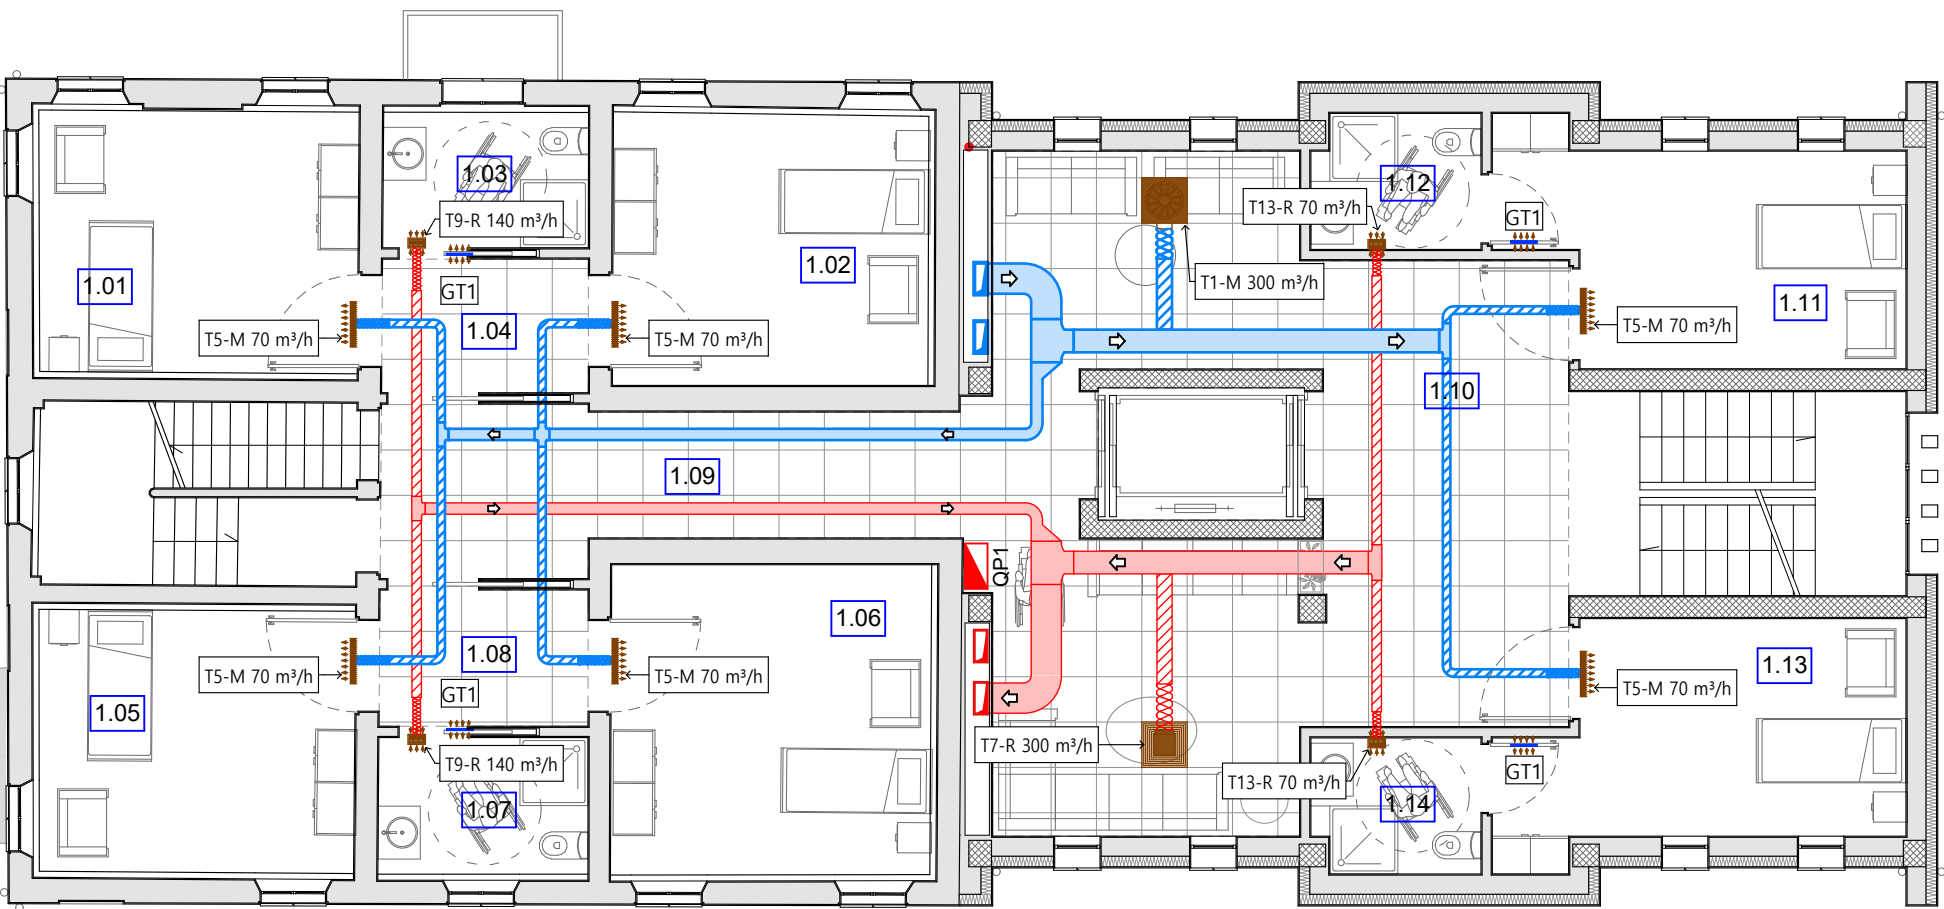 1.03
1.12
T9-R 140 m³/h
T13-R 70 m³/h
GT1
1.01
1.02
GT1
T1-M 300 m³/h
1.11
1.04
T5-M 70 m³/h
T5-M 70 m³/h
T5-M 70 m³/h
1.10
1.09
QP1
1.06
1.08
1.13
T5-M 70 m³/h
T5-M 70 m³/h
T5-M 70 m³/h
GT1
1.05
T7-R 300 m³/h
T9-R 140 m³/h
GT1
T13-R 70 m³/h
1.07
1.14